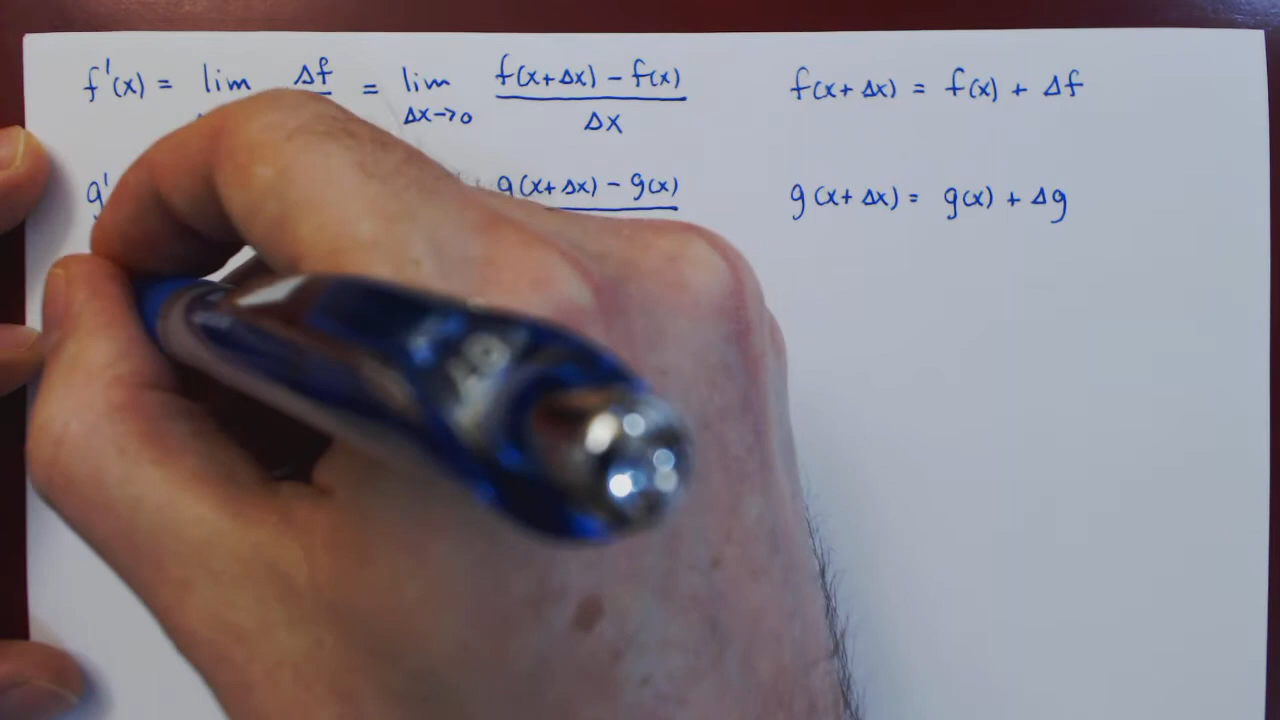 f'(x) = lim Δf = lim Δx→0 f(x+Δx) - f(x) / Δx f(x+Δx) = f(x) + Δf
g' g(x+Δx) - g(x) g(x+Δx) = g(x) + Δg